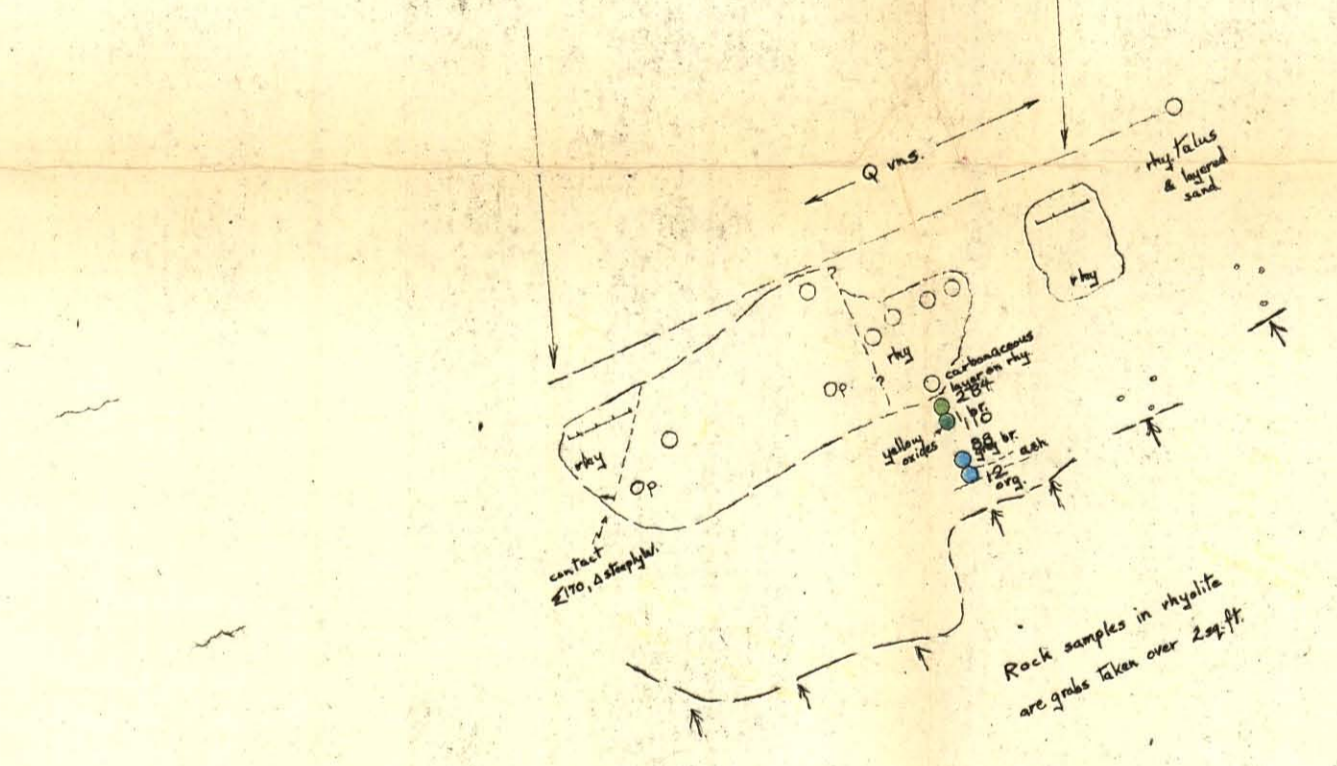 Q vns.
rhy. talus
& layered
sand
rhy
?
rhy
carbonaceous
layer on rhy.
284
br.
110
?
Op
yellow
oxides
88
gry br.
ash
12
org.
rhy
Op
contact
∑170, ∆ steeply W.
Rock samples in rhyolite
are grabs taken over 2 sq. ft.